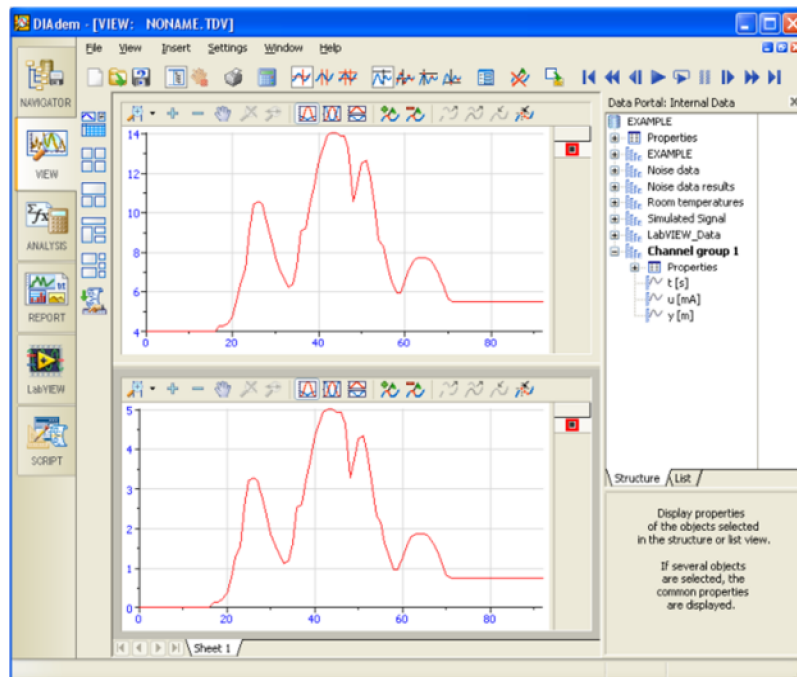 DIAdem - [VIEW: NONAME.TDV]
File View Insert Settings Window Help
NAVIGATOR
VIEW
ANALYSIS
REPORT
LabVIEW
SCRIPT
14
12
10
8
6
4
0 20 40 60 80
5
4
3
2
1
0
0 20 40 60 80
Sheet 1
Data Portal: Internal Data
EXAMPLE
Properties
EXAMPLE
Noise data
Noise data results
Room temperatures
Simulated Signal
LabVIEW_Data
Channel group 1
Properties
t [s]
u [mA]
y [m]
Structure List
Display properties
of the objects selected
in the structure or list view.
If several objects
are selected, the
common properties
are displayed.